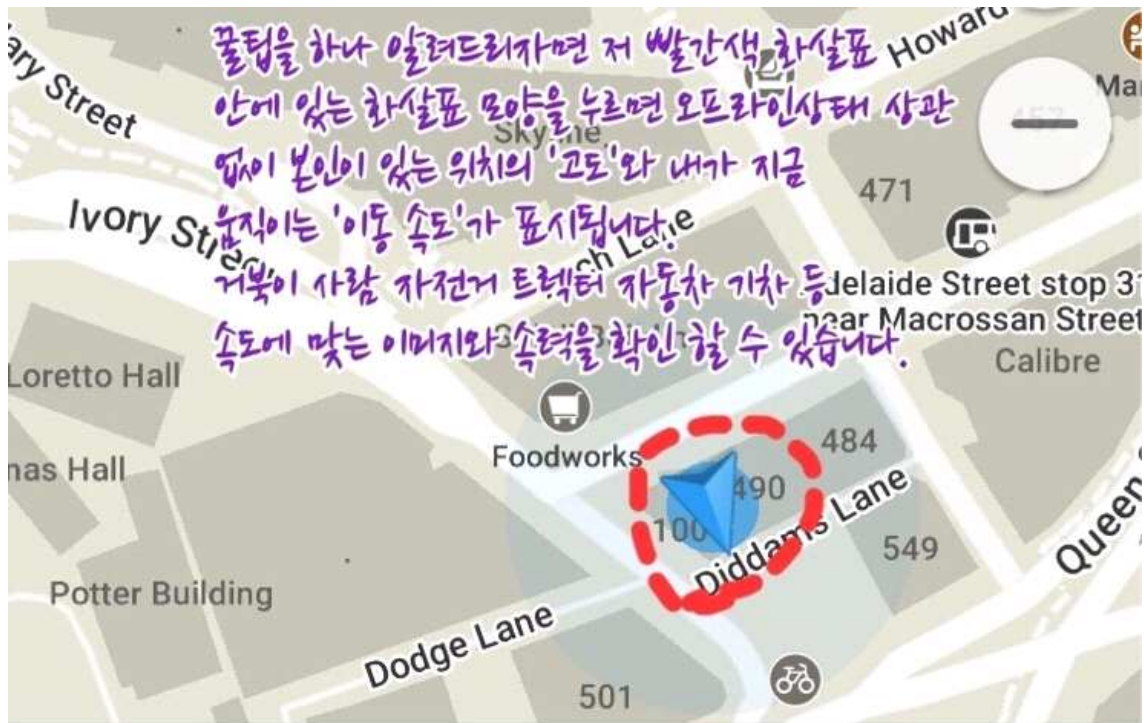 꿀팁을 하나 알려드리자면 저 빨간색 화살표
안에 있는 화살표 모양을 누르면 오프라인상태 상관
없이 본인이 있는 위치의 '고도'와 내가 지금
움직이는 '이동 속도'가 표시됩니다.
거북이 사람 자전거 트렉터 자동차 기차 등
속도에 맞는 이미지와 속력을 확인 할 수 있습니다.
Howard
ary Street
Mar
471
Ivory Street
ch Lane
delaide Street stop 31
near Macrossan Street
Calibre
Loretto Hall
Foodworks
484
nas Hall
490
100
Diddams Lane
549
Queen
Potter Building
Dodge Lane
501